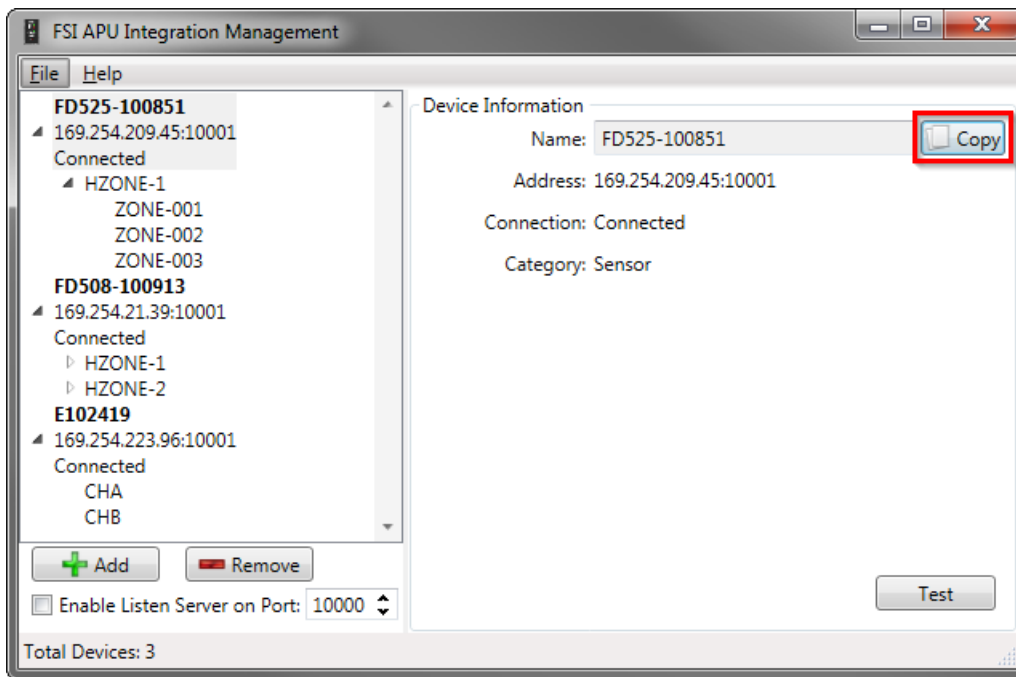 FSI APU Integration Management
File Help
FD525-100851
169.254.209.45:10001
Connected
HZONE-1
ZONE-001
ZONE-002
ZONE-003
FD508-100913
169.254.21.39:10001
Connected
HZONE-1
HZONE-2
E102419
169.254.223.96:10001
Connected
CHA
CHB
Add Remove
Enable Listen Server on Port: 10000
Device Information
Name: FD525-100851 Copy
Address: 169.254.209.45:10001
Connection: Connected
Category: Sensor
Test
Total Devices: 3